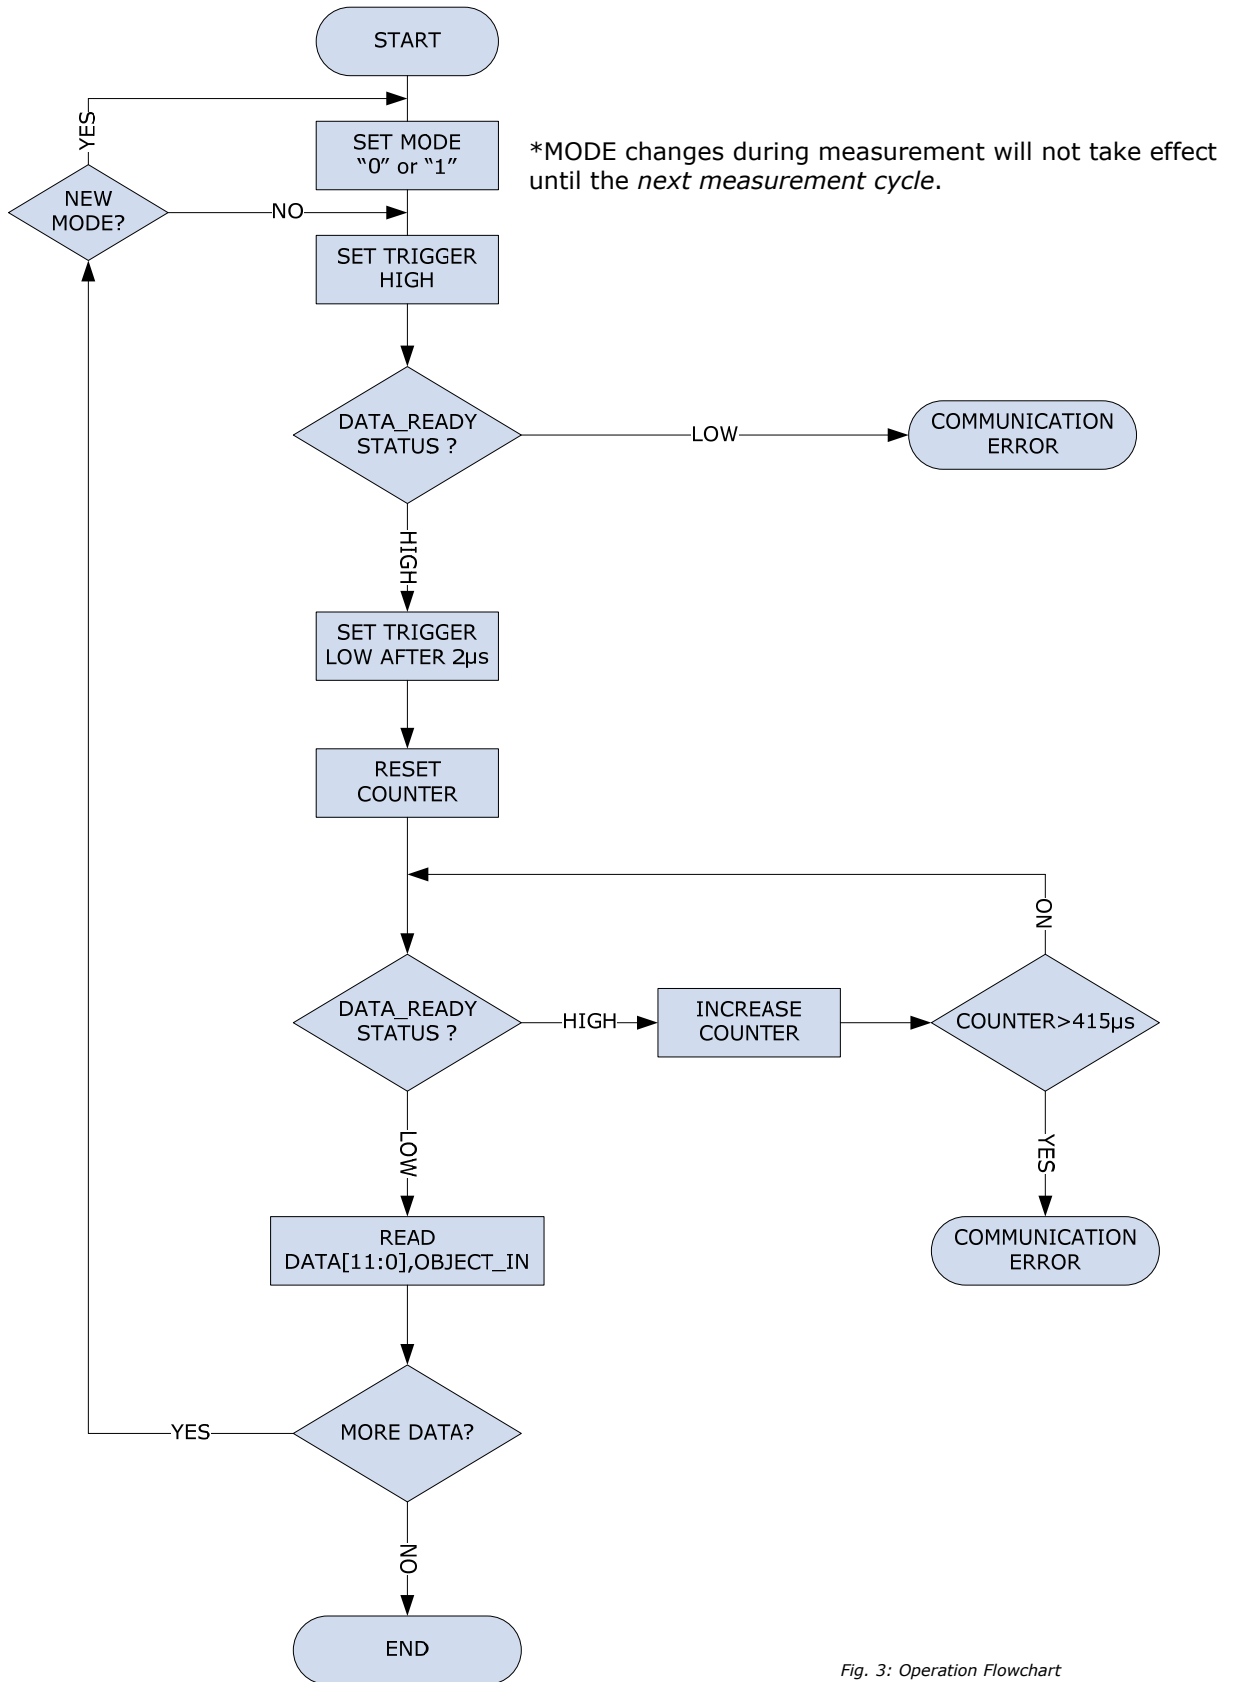 START
YES
SET MODE
“0” or “1”
*MODE changes during measurement will not take effect
until the next measurement cycle.
NEW
MODE?
NO
SET TRIGGER
HIGH
DATA_READY
STATUS ?
LOW
COMMUNICATION
ERROR
HIGH
SET TRIGGER
LOW AFTER 2µs
RESET
COUNTER
NO
DATA_READY
STATUS ?
HIGH
INCREASE
COUNTER
COUNTER>415µs
LOW
YES
READ
DATA[11:0],OBJECT_IN
COMMUNICATION
ERROR
MORE DATA?
YES
NO
END
Fig. 3: Operation Flowchart